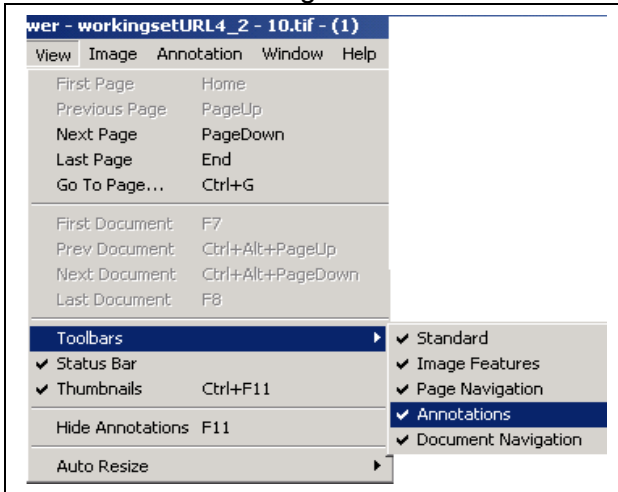 wer - workingsetURL4_2 - 10.tif - (1)
View Image Annotation Window Help
First Page Home
Previous Page PageUp
Next Page PageDown
Last Page End
Go To Page... Ctrl+G
First Document F7
Prev Document Ctrl+Alt+PageUp
Next Document Ctrl+Alt+PageDown
Last Document F8
Toolbars
Status Bar
Thumbnails Ctrl+F11
Hide Annotations F11
Auto Resize
Standard
Image Features
Page Navigation
Annotations
Document Navigation